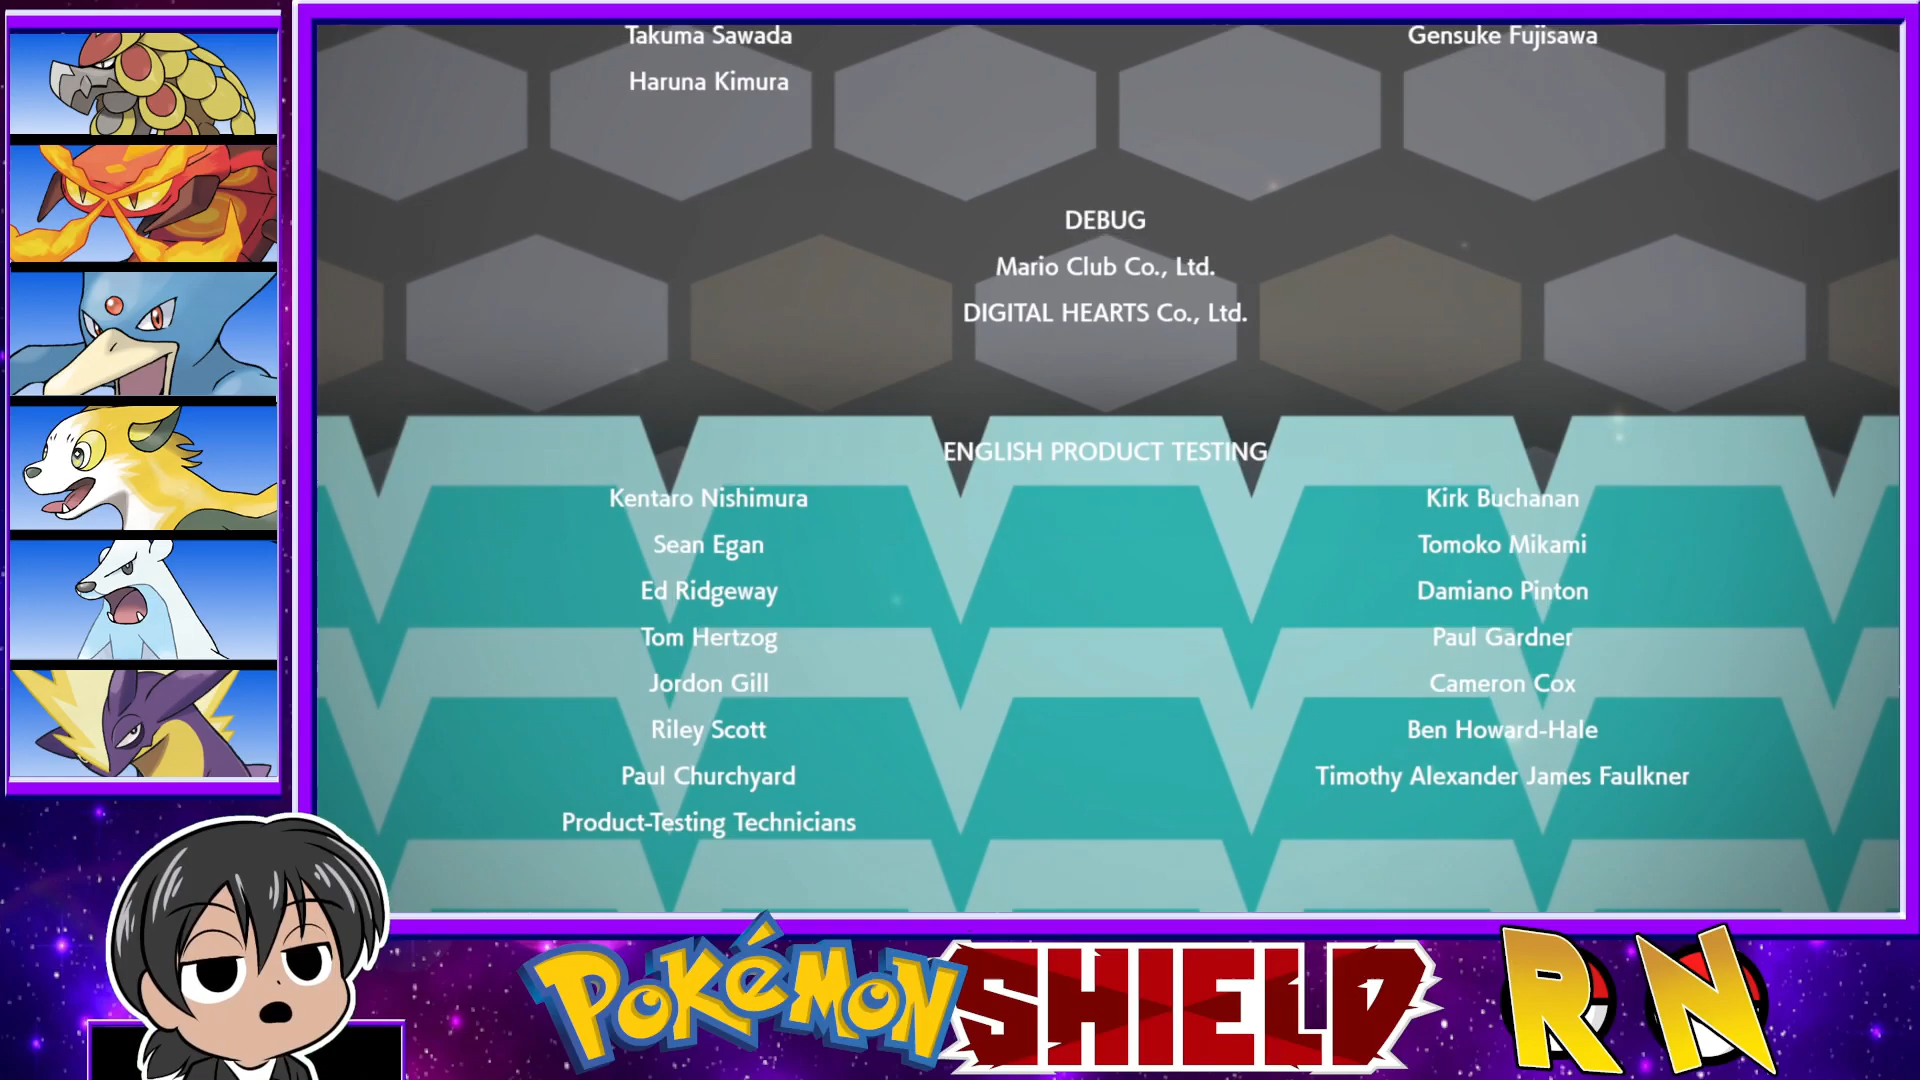 Takuma Sawada
Gensuke Fujisawa
Haruna Kimura
DEBUG
Mario Club Co., Ltd.
DIGITAL HEARTS Co., Ltd.
ENGLISH PRODUCT TESTING
Kentaro Nishimura
Kirk Buchanan
Sean Egan
Tomoko Mikami
Ed Ridgeway
Damiano Pinton
Tom Hertzog
Paul Gardner
Jordon Gill
Cameron Cox
Riley Scott
Ben Howard-Hale
Paul Churchyard
Timothy Alexander James Faulkner
Product-Testing Technicians
POKéMON SHIELD RN